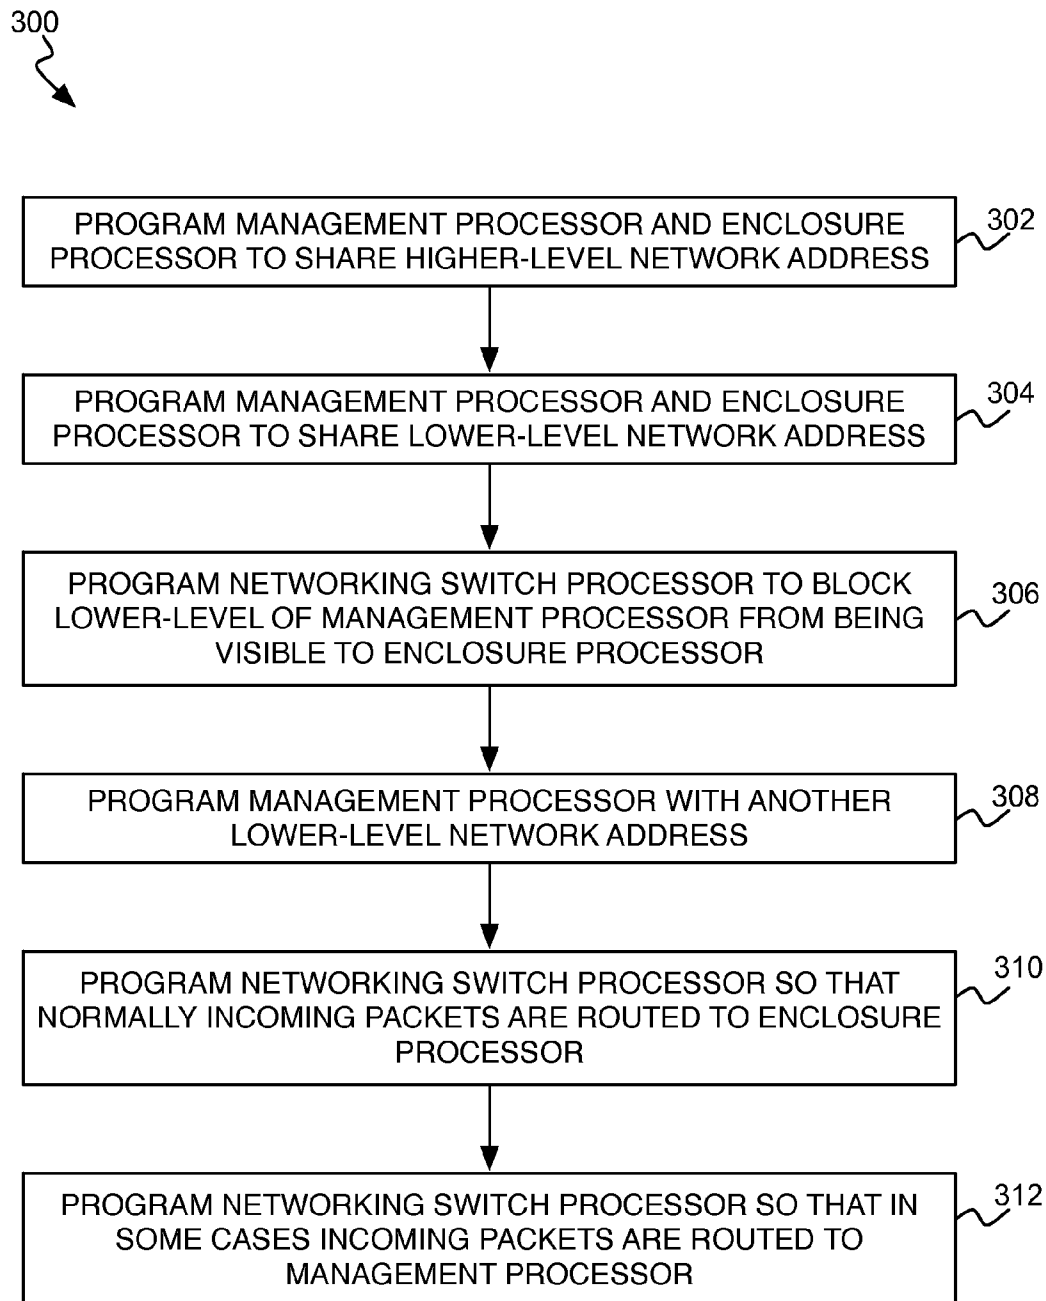 300
PROGRAM MANAGEMENT PROCESSOR AND ENCLOSURE
PROCESSOR TO SHARE HIGHER-LEVEL NETWORK ADDRESS
302
PROGRAM MANAGEMENT PROCESSOR AND ENCLOSURE
PROCESSOR TO SHARE LOWER-LEVEL NETWORK ADDRESS
304
PROGRAM NETWORKING SWITCH PROCESSOR TO BLOCK
LOWER-LEVEL OF MANAGEMENT PROCESSOR FROM BEING
VISIBLE TO ENCLOSURE PROCESSOR
306
PROGRAM MANAGEMENT PROCESSOR WITH ANOTHER
LOWER-LEVEL NETWORK ADDRESS
308
PROGRAM NETWORKING SWITCH PROCESSOR SO THAT
NORMALLY INCOMING PACKETS ARE ROUTED TO ENCLOSURE
PROCESSOR
310
PROGRAM NETWORKING SWITCH PROCESSOR SO THAT IN
SOME CASES INCOMING PACKETS ARE ROUTED TO
MANAGEMENT PROCESSOR
312